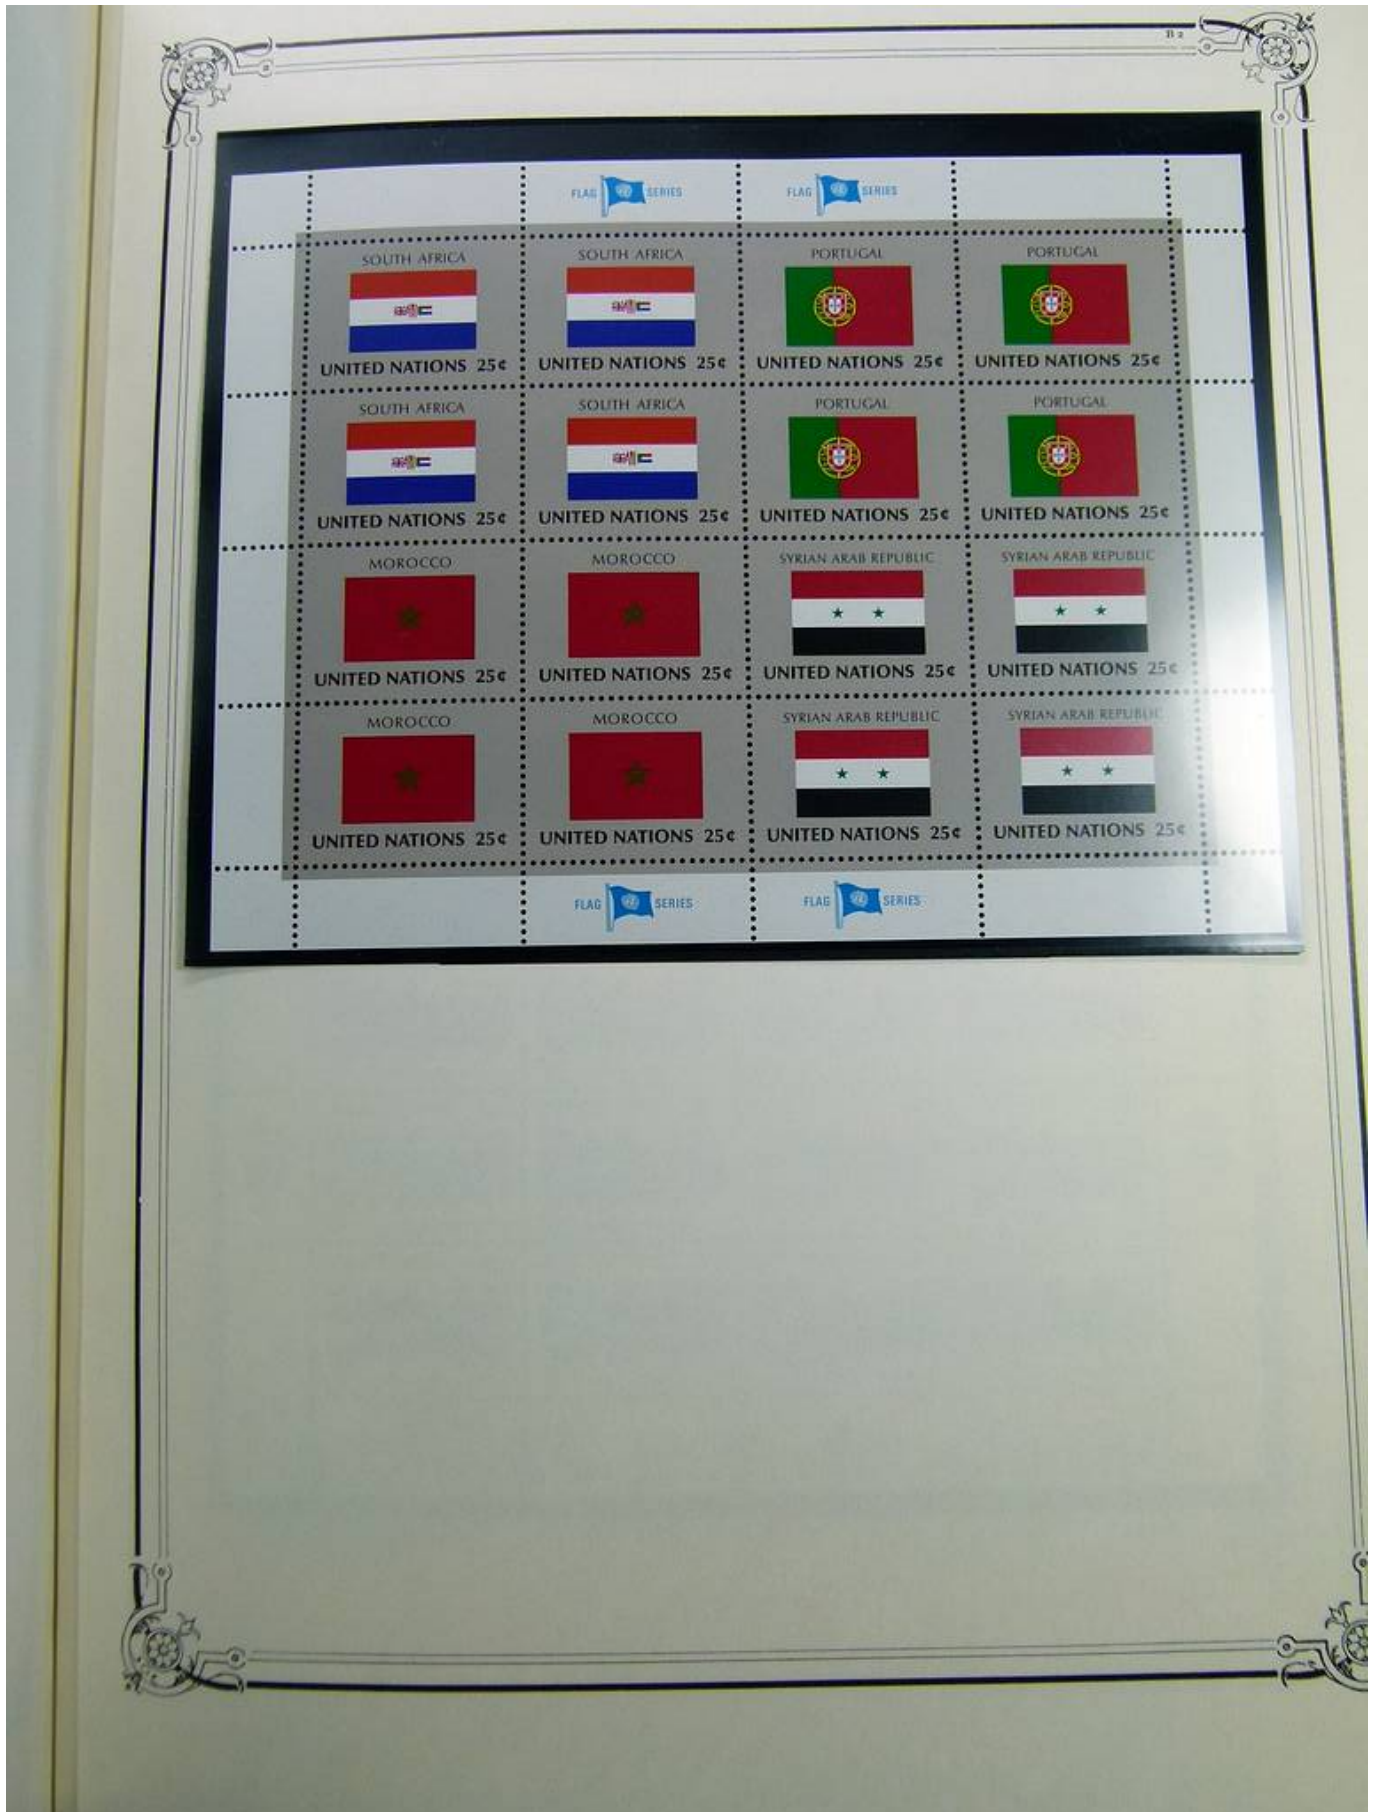 B 2
FLAG SERIES FLAG SERIES
SOUTH AFRICA SOUTH AFRICA PORTUGAL PORTUGAL
UNITED NATIONS 25¢ UNITED NATIONS 25¢ UNITED NATIONS 25¢ UNITED NATIONS 25¢
SOUTH AFRICA SOUTH AFRICA PORTUGAL PORTUGAL
UNITED NATIONS 25¢ UNITED NATIONS 25¢ UNITED NATIONS 25¢ UNITED NATIONS 25¢
MOROCCO MOROCCO SYRIAN ARAB REPUBLIC SYRIAN ARAB REPUBLIC
UNITED NATIONS 25¢ UNITED NATIONS 25¢ UNITED NATIONS 25¢ UNITED NATIONS 25¢
MOROCCO MOROCCO SYRIAN ARAB REPUBLIC SYRIAN ARAB REPUBLIC
UNITED NATIONS 25¢ UNITED NATIONS 25¢ UNITED NATIONS 25¢ UNITED NATIONS 25¢
FLAG SERIES FLAG SERIES